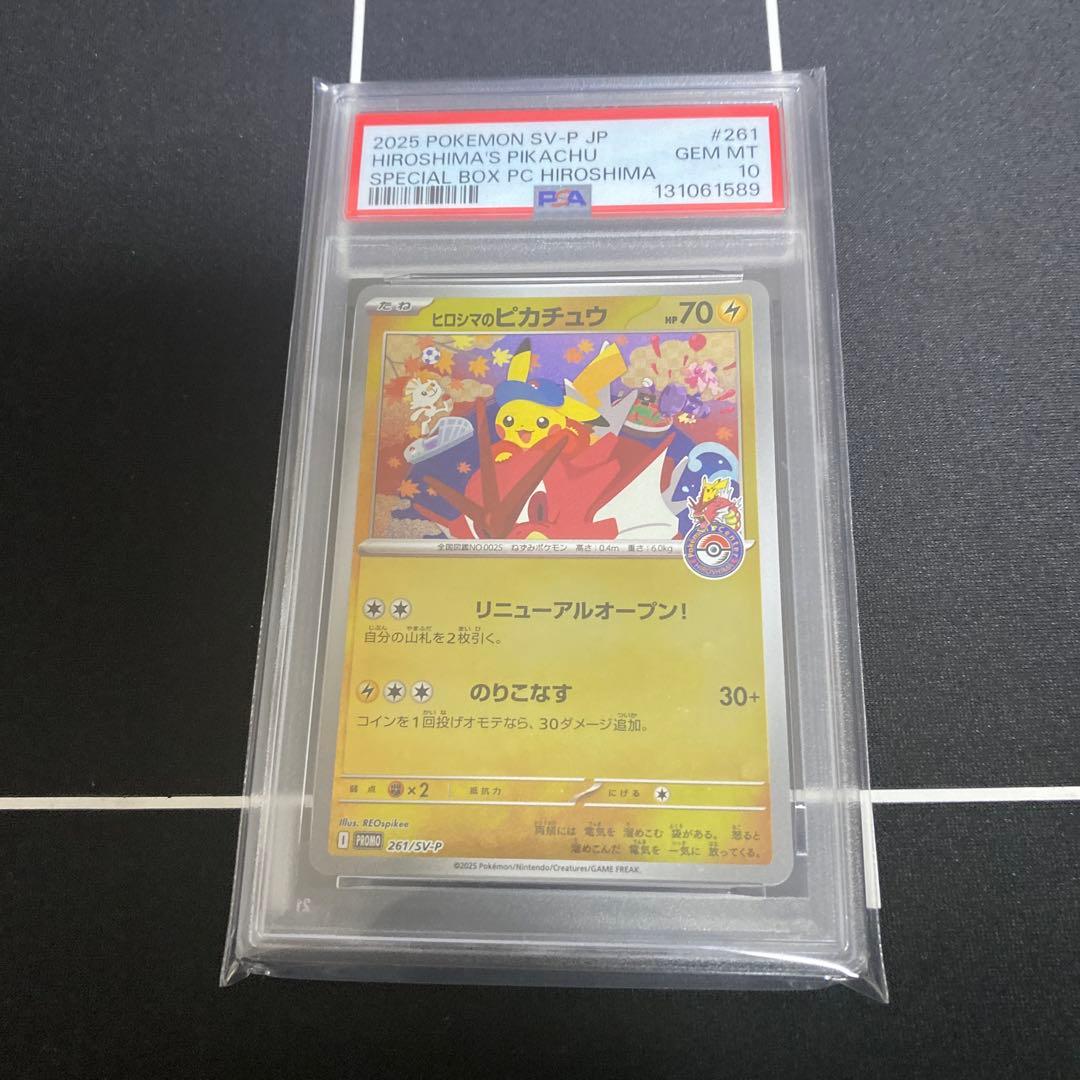 2025 POKEMON SV-P JP #261
HIROSHIMA'S PIKACHU GEM MT
SPECIAL BOX PC HIROSHIMA 10
PSA 131061589
たね ヒロシマのピカチュウ HP70
Pokémon Center HIROSHIMA
全国図鑑NO.0025 ねずみポケモン 高さ:0.4m 重さ:6.0kg
リニューアルオープン!
自分の山札を2枚引く。
のりこなす 30+
コインを1回投げオモテなら、30ダメージ追加。
弱点 ×2 抵抗力 にげる
Illus. REOspikee
両頬には 電気を 溜めこむ 袋がある。 怒ると
溜めこんだ 電気を 一気に 放ってくる。
I PROMO 261/SV-P
©2025 Pokémon/Nintendo/Creatures/GAME FREAK.